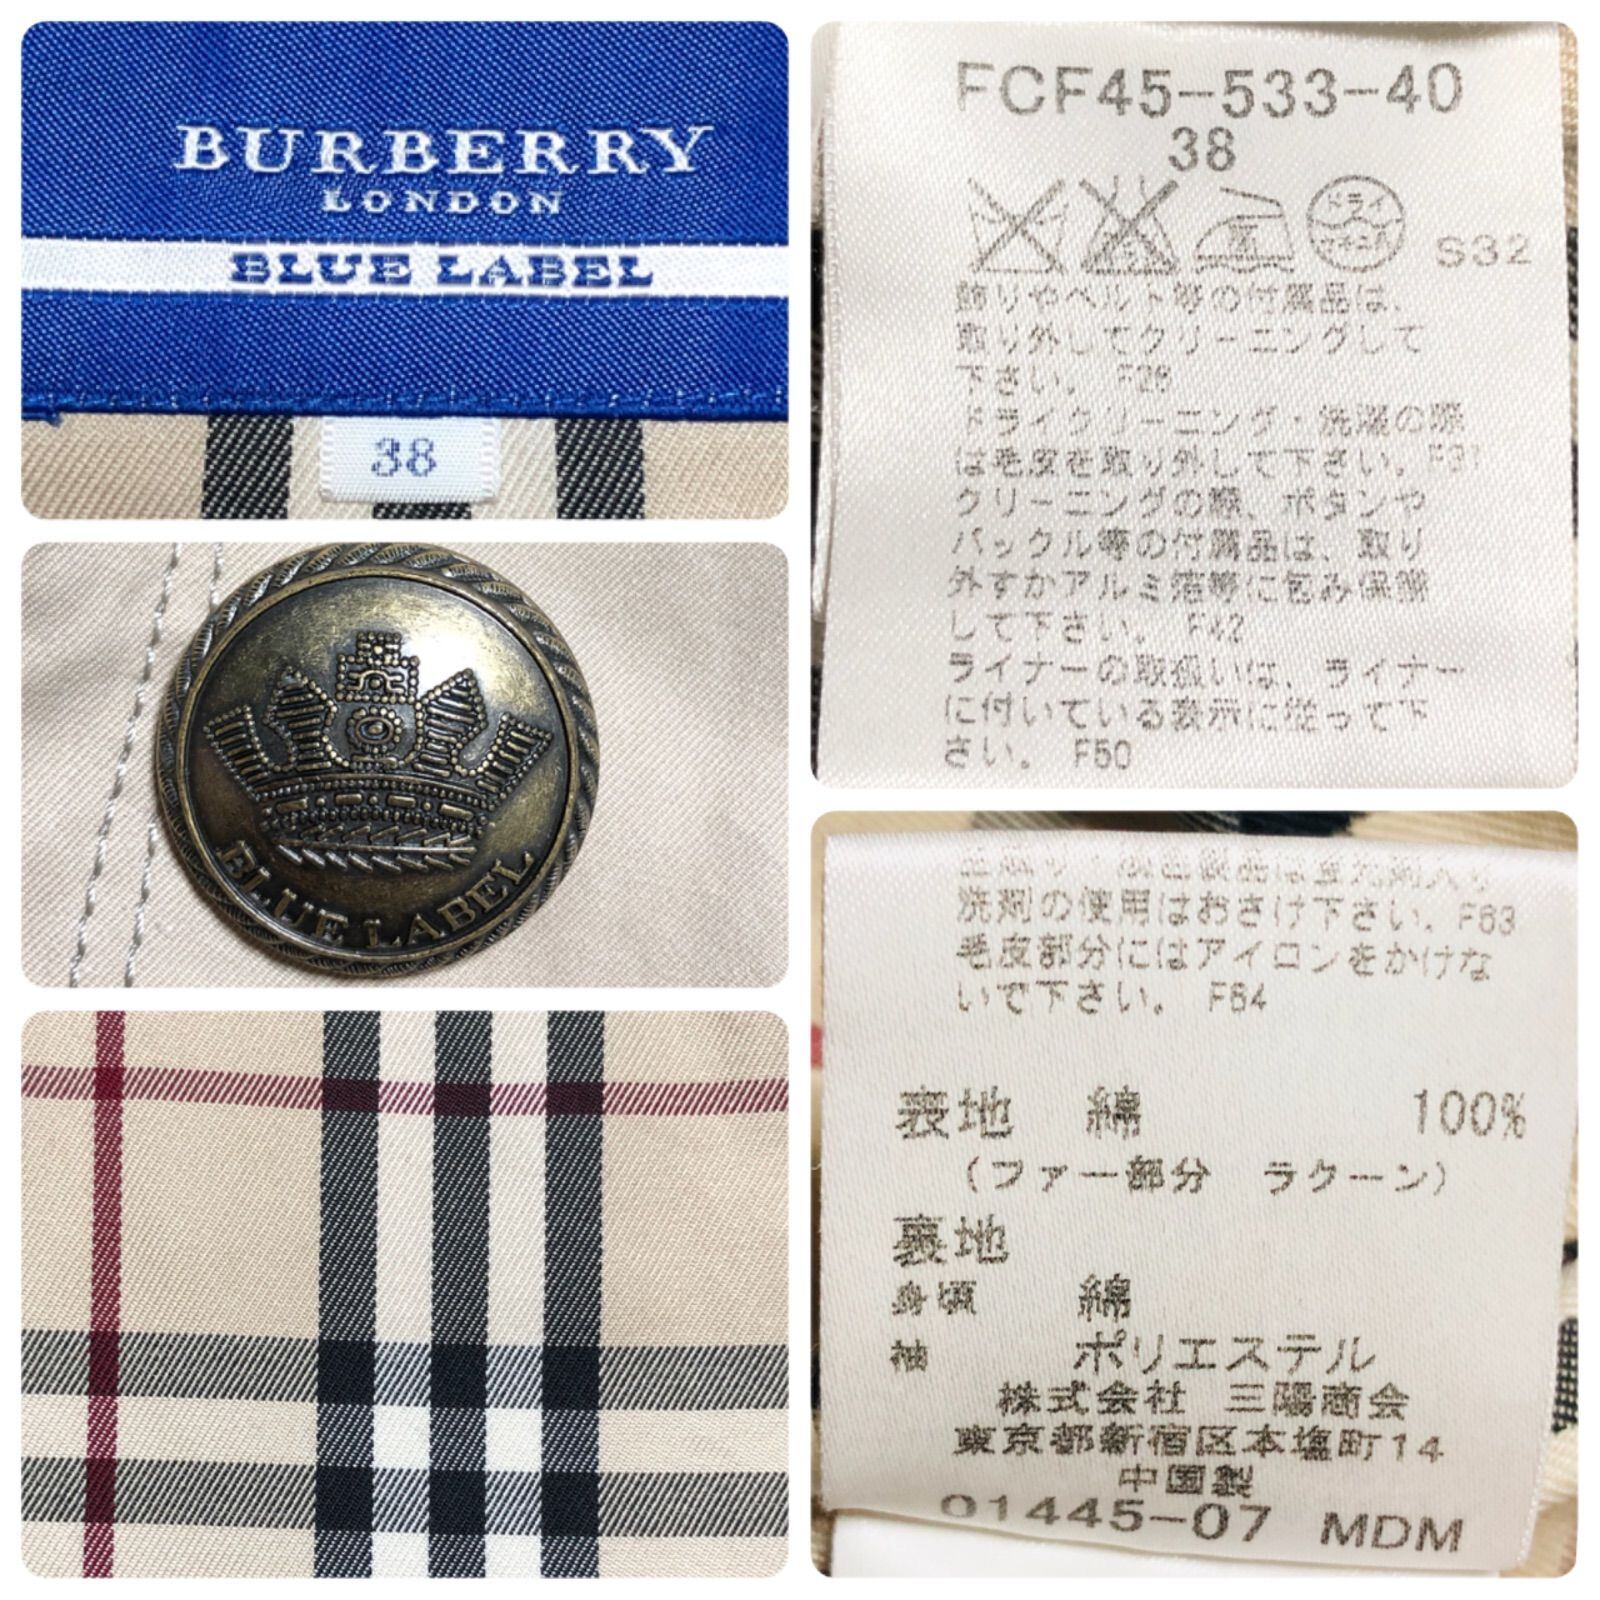 BURBERRY
LONDON
BLUE LABEL
38
BLUE LABEL
FCF45-533-40
38
ドライ
S32
飾りやベルト等の付属品は、
取り外してクリーニングして
下さい。 F26
ドライクリーニング・洗濯の際
は毛皮を取り外して下さい。F31
クリーニングの際、ボタンや
バックル等の付属品は、取り
外すかアルミ箔等に包み保護
して下さい。 F42
ライナーの取扱いは、ライナー
に付いている表示に従って下
さい。 F50
洗剤の使用はおさけ下さい。F63
毛皮部分にはアイロンをかけな
いで下さい。 F64
表地 綿 100%
(ファー部分 ラクーン)
裏地
身頃 綿
袖 ポリエステル
株式会社 三陽商会
東京都新宿区本塩町14
中国製
01445-07 MDM